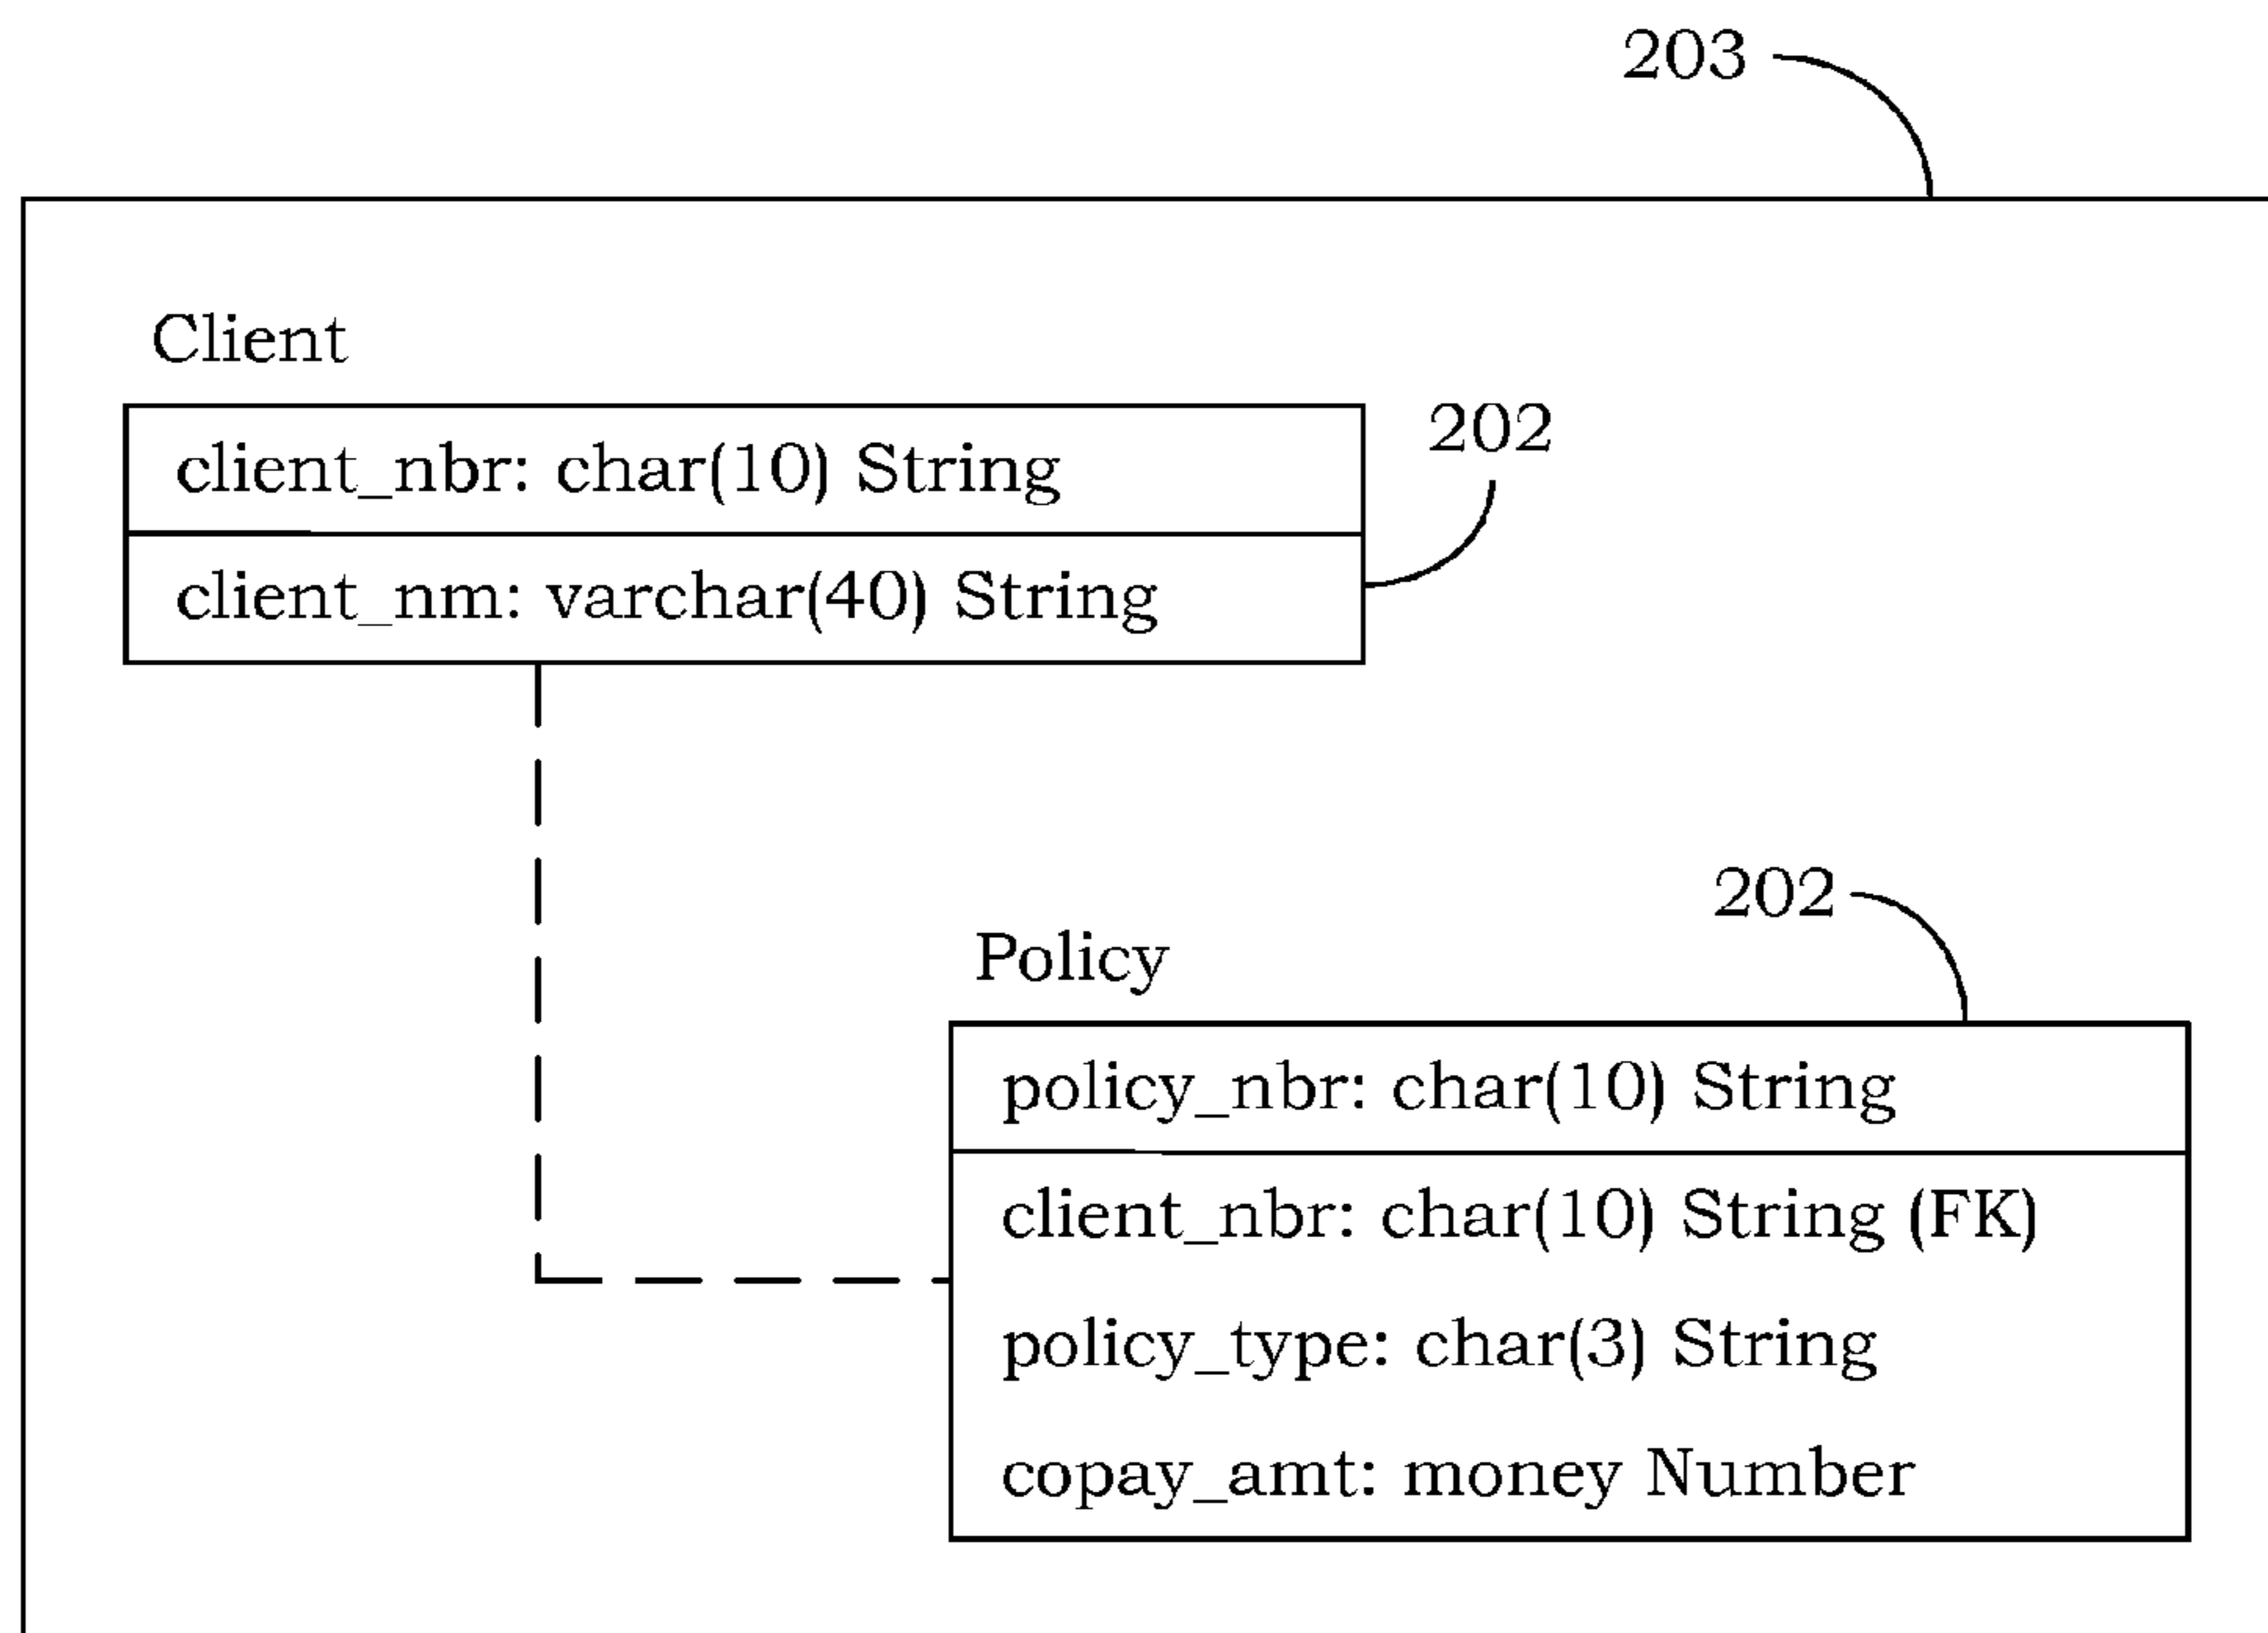 203
Client
client_nbr: char(10) String
202
client_nm: varchar(40) String
202
Policy
policy_nbr: char(10) String
client_nbr: char(10) String (FK)
policy_type: char(3) String
copay_amt: money Number